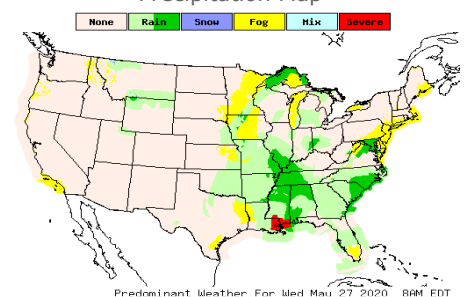 Precipitation Map
None Rain Snow Fog Mix Severe
Predominant Weather For Wed May 27 2020 8AM EDT